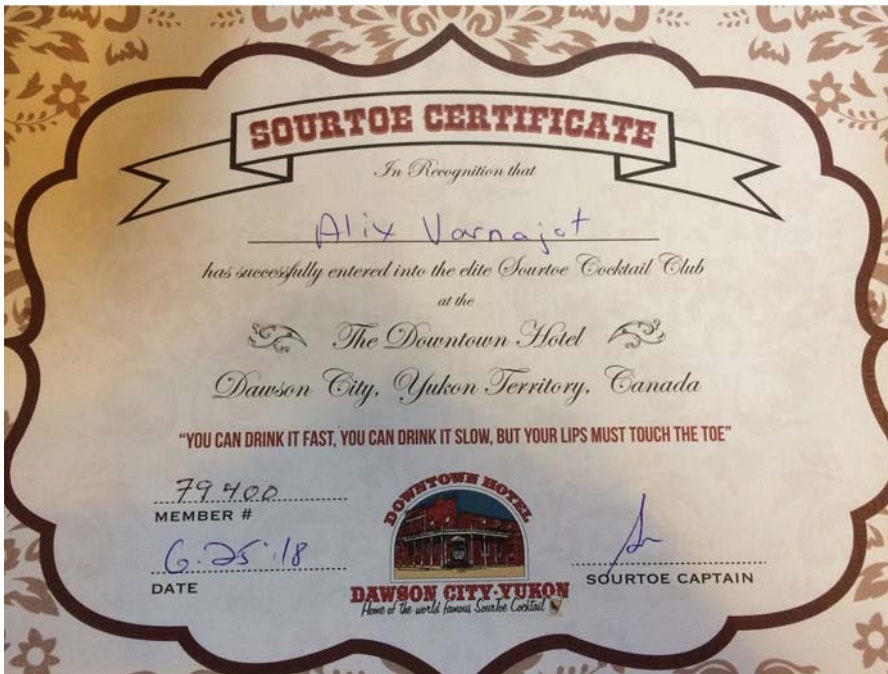 SOURTOE CERTIFICATE
In Recognition that
Alix Varnajot
has successfully entered into the elite Sourtoe Cocktail Club
at the
The Downtown Hotel
Dawson City, Yukon Territory, Canada
"YOU CAN DRINK IT FAST, YOU CAN DRINK IT SLOW, BUT YOUR LIPS MUST TOUCH THE TOE"
79400
MEMBER #
6.25.18
DATE
DOWNTOWN HOTEL
DAWSON CITY-YUKON
Home of the world famous SourToe Cocktail
SOURTOE CAPTAIN